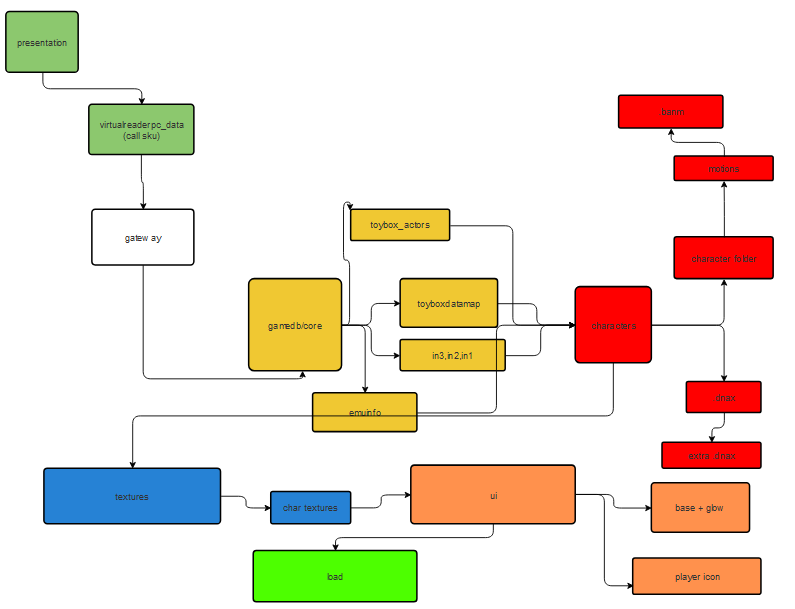 presentation
virtualreaderpc_data
(call sku)
gatew ay
toybox_actors
gamedb/core
toyboxdatamap
in3,in2,in1
emuinfo
characters
.banm
motions
character folder
.dnax
extra .dnax
textures
char textures
ui
base + gbw
load
player icon